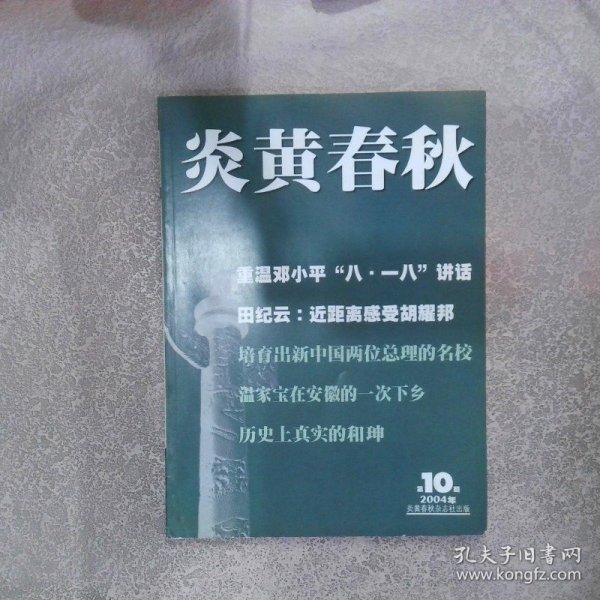 炎黄春秋
重温邓小平“八·一八”讲话
田纪云：近距离感受胡耀邦
培育出新中国两位总理的名校
温家宝在安徽的一次下乡
历史上真实的和珅
第10期
2004年
炎黄春秋杂志社出版
孔夫子旧书网
www.kongfz.com